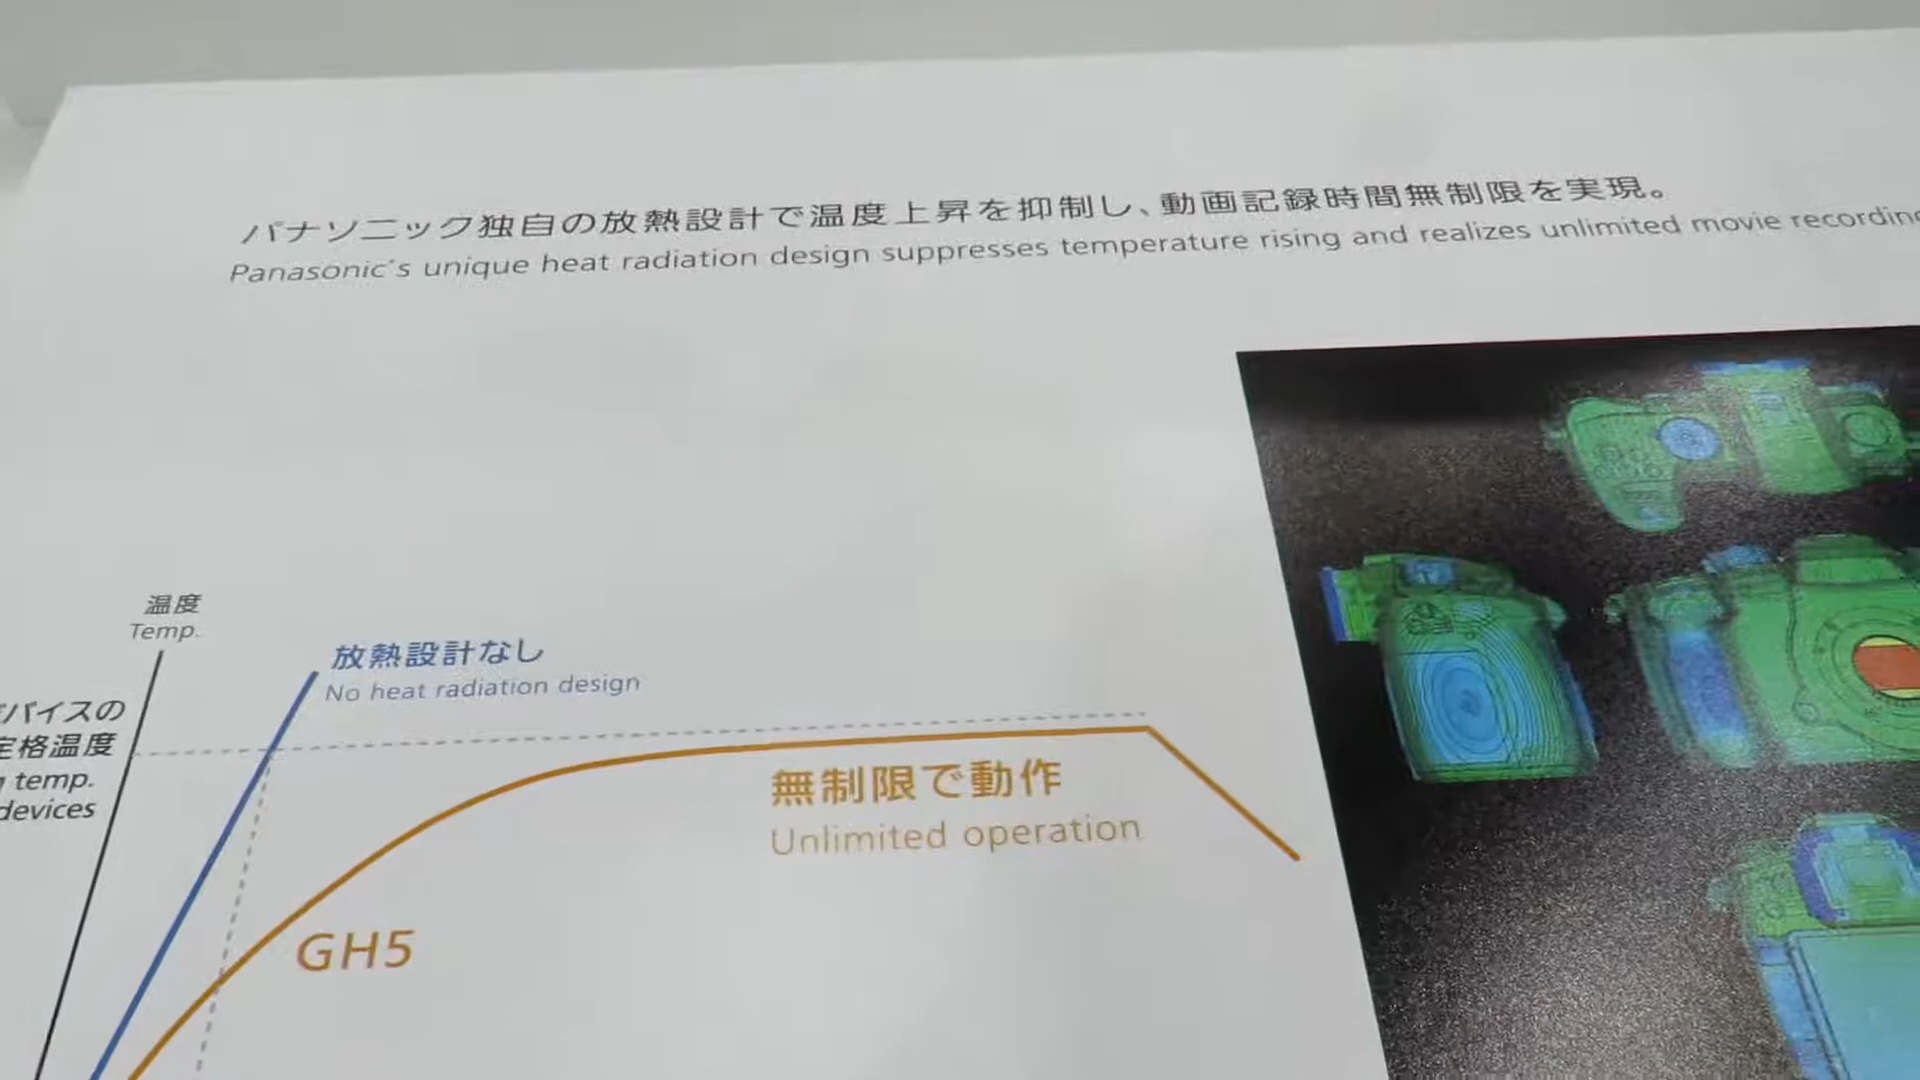 パナソニック独自の放熱設計で温度上昇を抑制し、動画記録時間無制限を実現。
Panasonic's unique heat radiation design suppresses temperature rising and realizes unlimited movie recording
温度
Temp.
放熱設計なし
No heat radiation design
バイスの
定格温度
temp.
devices
無制限で動作
Unlimited operation
GH5